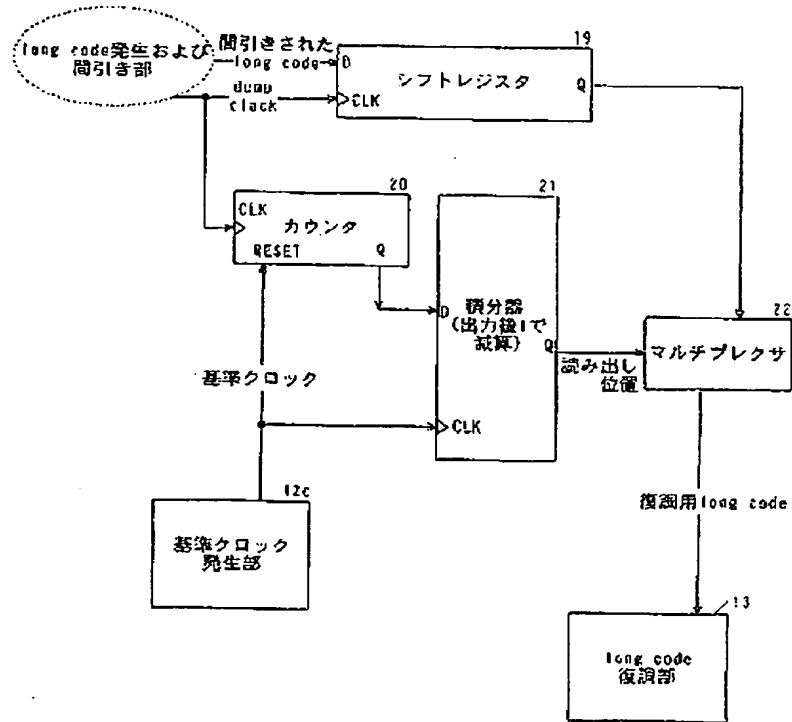 long code発生および
間引き部
間引きされた
long code
dump
clock
19
D
シフトレジスタ
Q
CLK
20
CLK
カウンタ
RESET
Q
21
D
積分器
(出力後1で
減算)
Q
CLK
読み出し
位置
22
マルチプレクサ
基準クロック
12c
基準クロック
発生部
復調用long code
13
long code
復調部